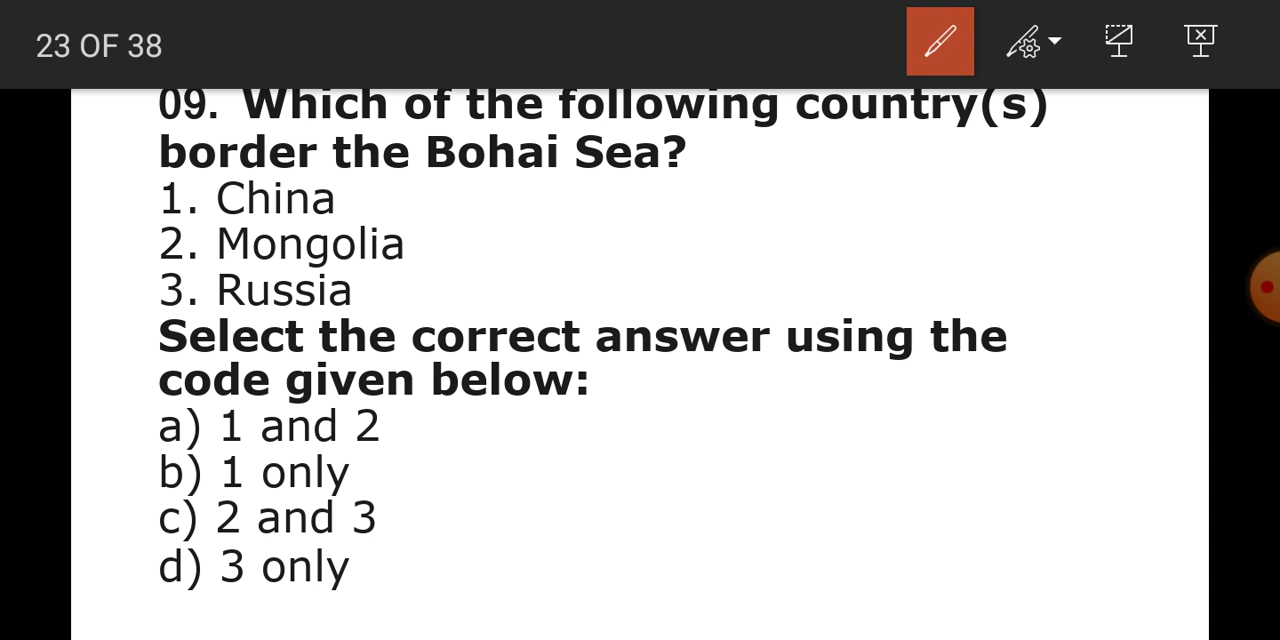 23 OF 38
09. Which of the following country(s)
border the Bohai Sea?
1. China
2. Mongolia
3. Russia
Select the correct answer using the
code given below:
a) 1 and 2
b) 1 only
c) 2 and 3
d) 3 only